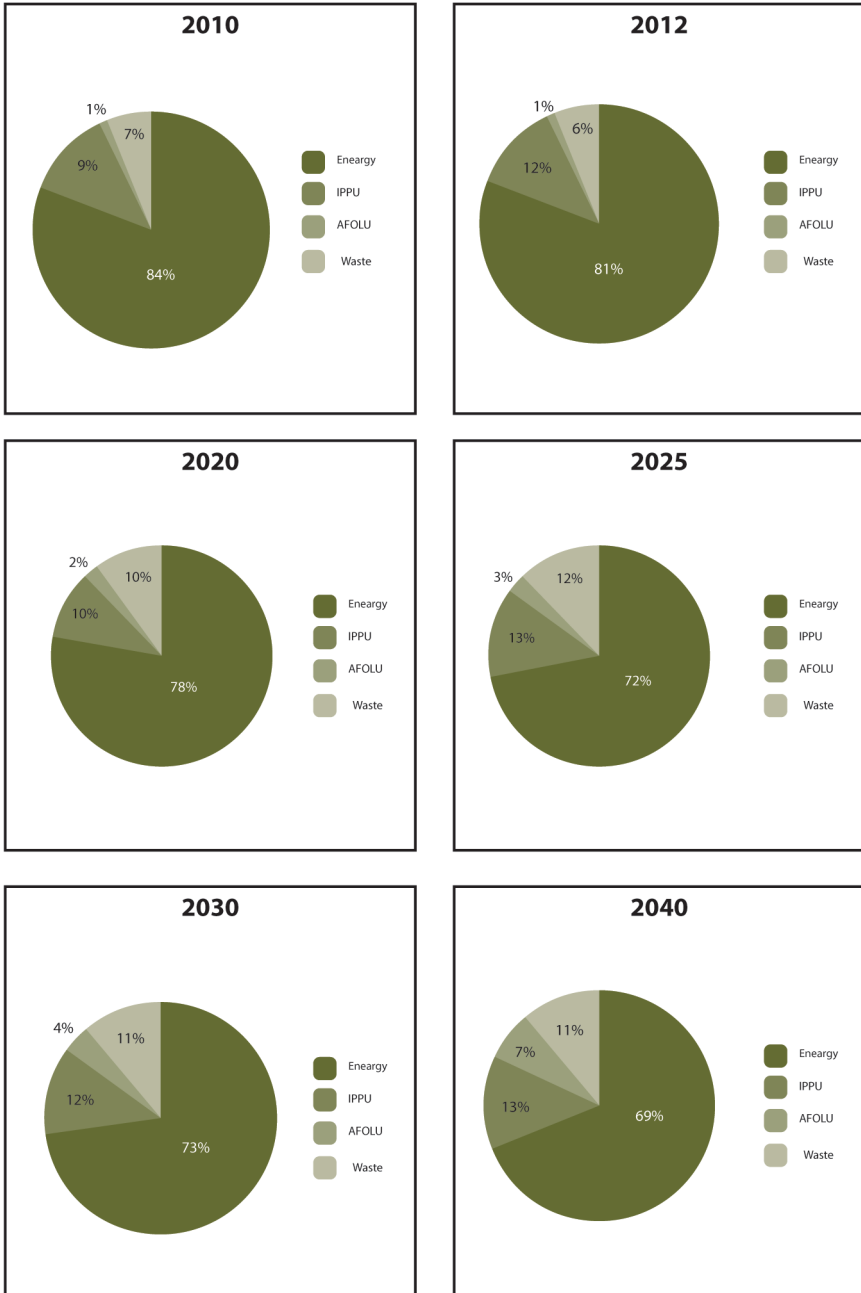 2010
1%
7%
9%
84%
Eneargy
IPPU
AFOLU
Waste
2012
1%
6%
12%
81%
Eneargy
IPPU
AFOLU
Waste
2020
2%
10%
10%
78%
Eneargy
IPPU
AFOLU
Waste
2025
3%
12%
13%
72%
Eneargy
IPPU
AFOLU
Waste
2030
4%
11%
12%
73%
Eneargy
IPPU
AFOLU
Waste
2040
11%
7%
13%
69%
Eneargy
IPPU
AFOLU
Waste